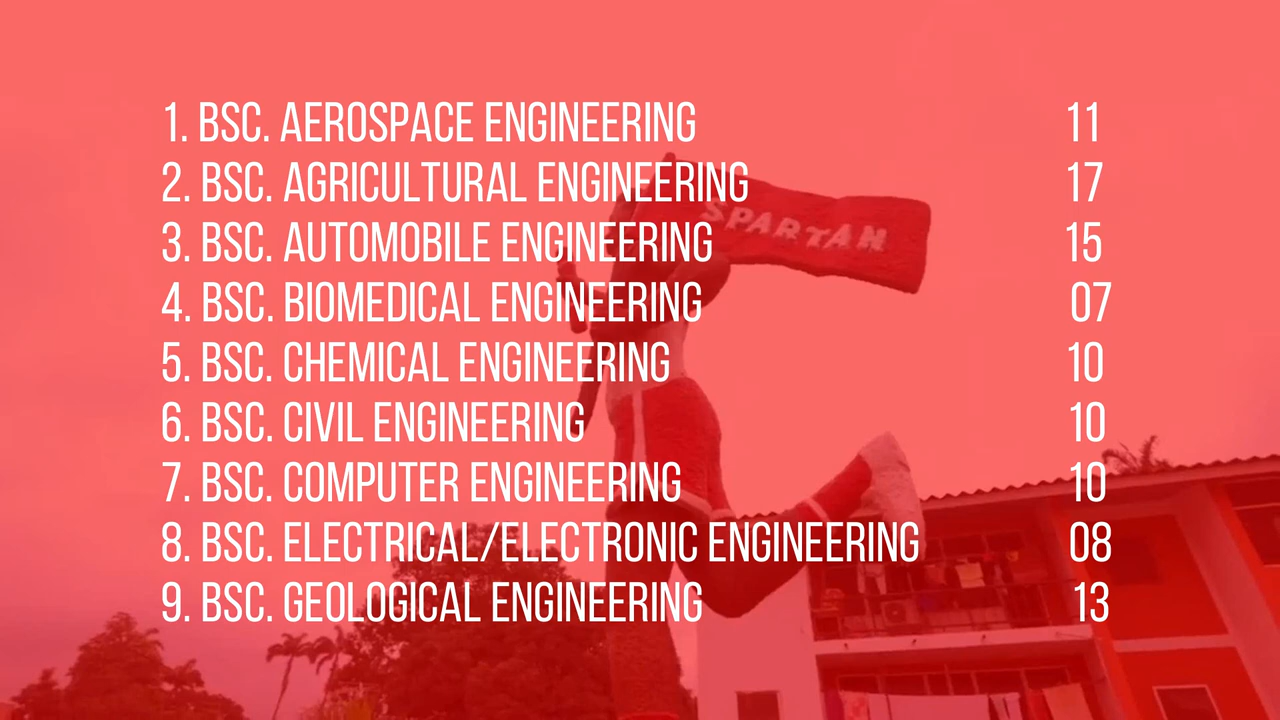 1. BSC. AEROSPACE ENGINEERING 11
2. BSC. AGRICULTURAL ENGINEERING 17
3. BSC. AUTOMOBILE ENGINEERING 15
4. BSC. BIOMEDICAL ENGINEERING 07
5. BSC. CHEMICAL ENGINEERING 10
6. BSC. CIVIL ENGINEERING 10
7. BSC. COMPUTER ENGINEERING 10
8. BSC. ELECTRICAL/ELECTRONIC ENGINEERING 08
9. BSC. GEOLOGICAL ENGINEERING 13
SPARTAN